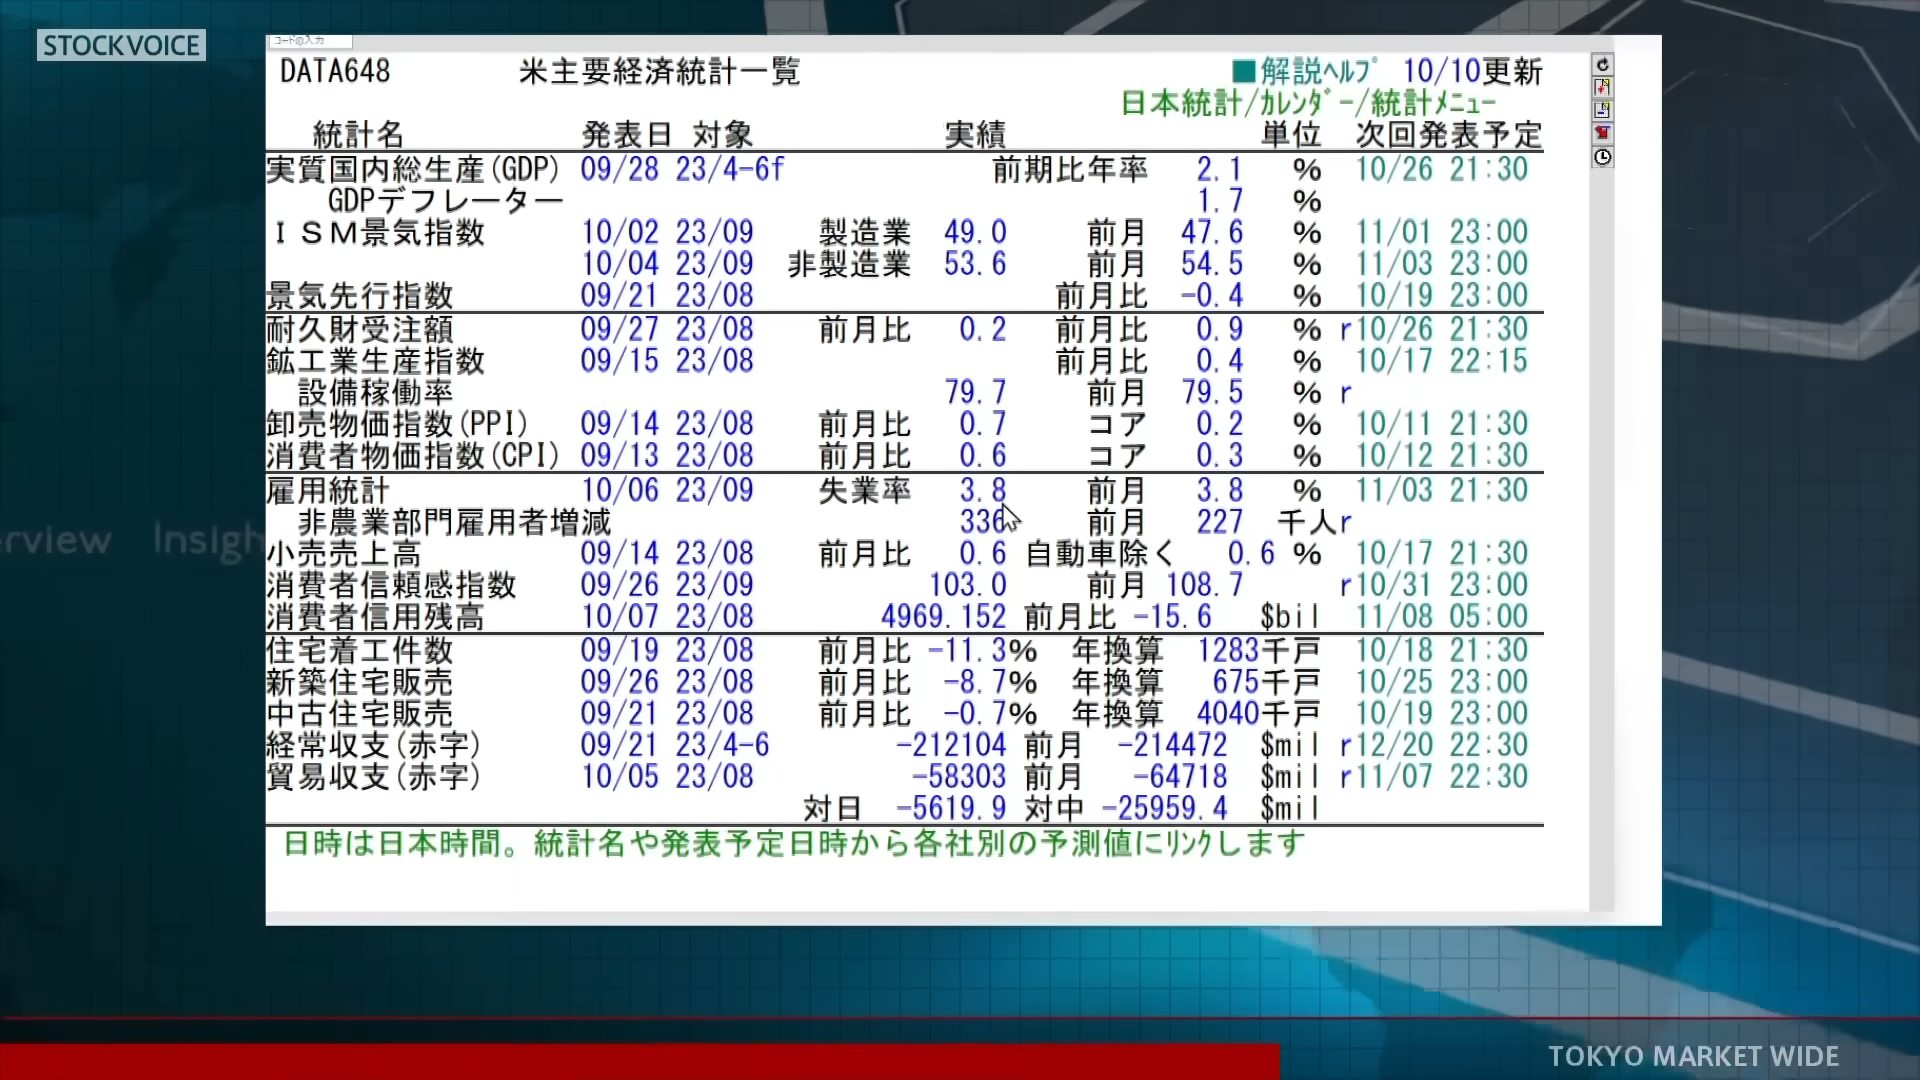 STOCKVOICE
コードの入力
DATA648 米主要経済統計一覧 ■解説ﾍﾙﾌﾟ 10/10更新
日本統計/ｶﾚﾝﾀﾞｰ/統計ﾒﾆｭｰ
統計名 発表日 対象 実績 単位 次回発表予定
実質国内総生産(GDP) 09/28 23/4-6f 前期比年率 2.1 % 10/26 21:30
GDPデフレーター 1.7 %
ＩＳＭ景気指数 10/02 23/09 製造業 49.0 前月 47.6 % 11/01 23:00
10/04 23/09 非製造業 53.6 前月 54.5 % 11/03 23:00
景気先行指数 09/21 23/08 前月比 -0.4 % 10/19 23:00
耐久財受注額 09/27 23/08 前月比 0.2 前月比 0.9 % r10/26 21:30
鉱工業生産指数 09/15 23/08 前月比 0.4 % 10/17 22:15
設備稼働率 79.7 前月 79.5 % r
卸売物価指数(PPI) 09/14 23/08 前月比 0.7 コア 0.2 % 10/11 21:30
消費者物価指数(CPI) 09/13 23/08 前月比 0.6 コア 0.3 % 10/12 21:30
雇用統計 10/06 23/09 失業率 3.8 前月 3.8 % 11/03 21:30
非農業部門雇用者増減 336 前月 227 千人r
小売売上高 09/14 23/08 前月比 0.6 自動車除く 0.6 % 10/17 21:30
消費者信頼感指数 09/26 23/09 103.0 前月 108.7 r10/31 23:00
消費者信用残高 10/07 23/08 4969.152 前月比 -15.6 $bil 11/08 05:00
住宅着工件数 09/19 23/08 前月比 -11.3% 年換算 1283千戸 10/18 21:30
新築住宅販売 09/26 23/08 前月比 -8.7% 年換算 675千戸 10/25 23:00
中古住宅販売 09/21 23/08 前月比 -0.7% 年換算 4040千戸 10/19 23:00
経常収支(赤字) 09/21 23/4-6 -212104 前月 -214472 $mil r12/20 22:30
貿易収支(赤字) 10/05 23/08 -58303 前月 -64718 $mil r11/07 22:30
対日 -5619.9 対中 -25959.4 $mil
日時は日本時間。統計名や発表予定日時から各社別の予測値にﾘﾝｸします
erview Insigh
TOKYO MARKET WIDE